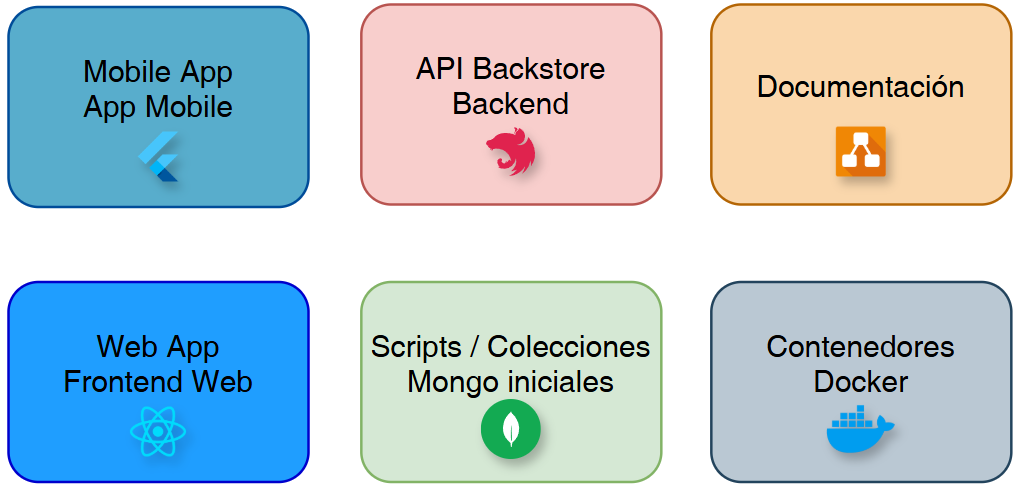 Mobile App
App Mobile
API Backstore
Backend
Documentación
Web App
Frontend Web
Scripts / Colecciones
Mongo iniciales
Contenedores
Docker